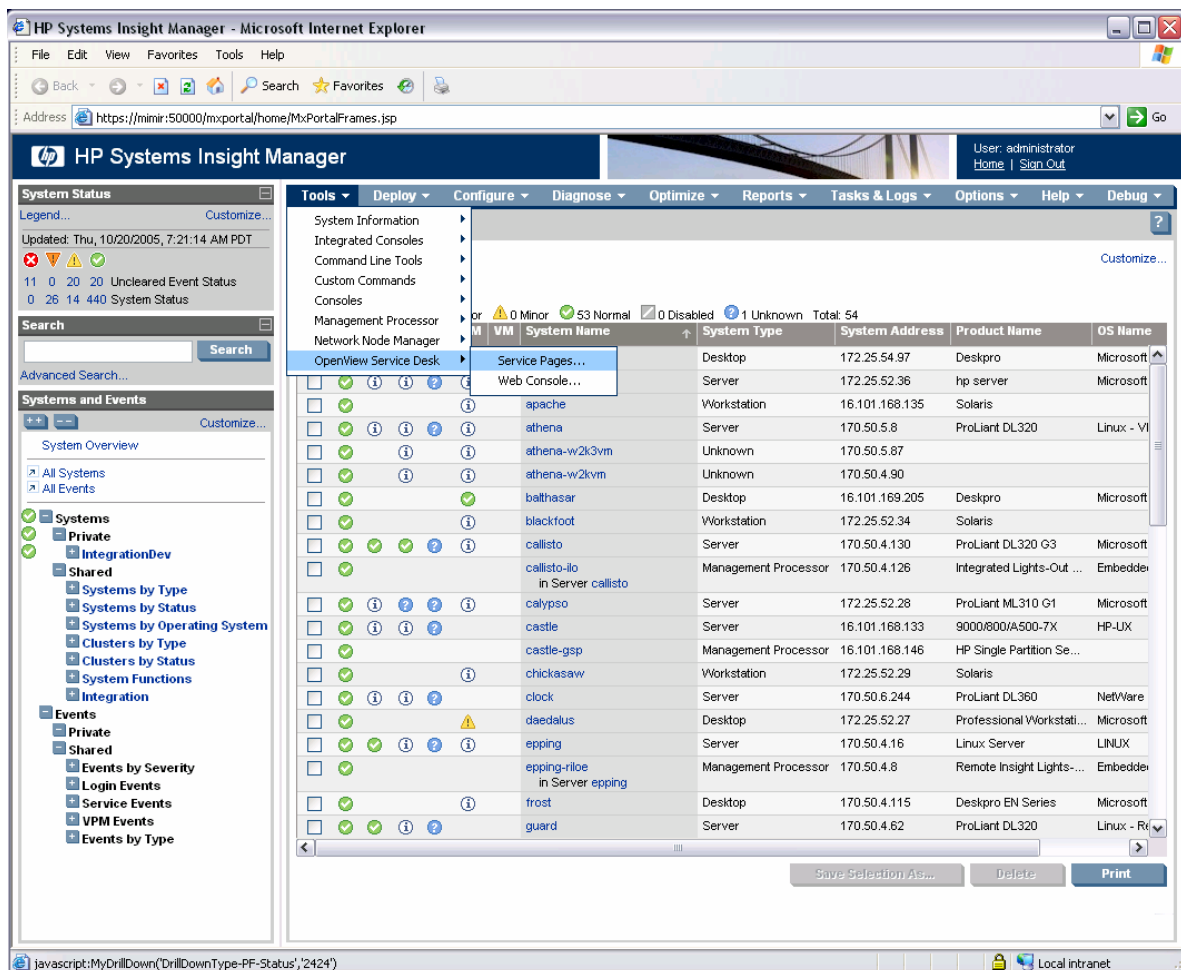 HP Systems Insight Manager - Microsoft Internet Explorer
File Edit View Favorites Tools Help
Back Search Favorites
Address https://mimir:50000/mxportal/home/MxPortalFrames.jsp Go
HP Systems Insight Manager
User: administrator
Home | Sign Out
System Status
Legend... Customize...
Updated: Thu, 10/20/2005, 7:21:14 AM PDT
11 0 20 20 Uncleared Event Status
0 26 14 440 System Status
Search
Search
Advanced Search...
Systems and Events
Customize...
System Overview
All Systems
All Events
Systems
Private
IntegrationDev
Shared
Systems by Type
Systems by Status
Systems by Operating System
Clusters by Type
Clusters by Status
System Functions
Integration
Events
Private
Shared
Events by Severity
Login Events
Service Events
VPM Events
Events by Type
Tools Deploy Configure Diagnose Optimize Reports Tasks & Logs Options Help Debug
System Information
Integrated Consoles
Command Line Tools
Custom Commands
Consoles
Management Processor
Network Node Manager
OpenView Service Desk
Service Pages...
Web Console...
?
Customize...
or 0 Minor 53 Normal 0 Disabled 1 Unknown Total: 54
M VM System Name System Type System Address Product Name OS Name
Desktop 172.25.54.97 Deskpro Microsoft
Server 172.25.52.36 hp server Microsoft
apache Workstation 16.101.168.135 Solaris
athena Server 170.50.5.8 ProLiant DL320 Linux - VI
athena-w2k3vm Unknown 170.50.5.87
athena-w2kvm Unknown 170.50.4.90
balthasar Desktop 16.101.169.205 Deskpro Microsoft
blackfoot Workstation 172.25.52.34 Solaris
callisto Server 170.50.4.130 ProLiant DL320 G3 Microsoft
callisto-ilo Management Processor 170.50.4.126 Integrated Lights-Out ... Embedde
in Server callisto
calypso Server 172.25.52.28 ProLiant ML310 G1 Microsoft
castle Server 16.101.168.133 9000/800/A500-7X HP-UX
castle-gsp Management Processor 16.101.168.146 HP Single Partition Se...
chickasaw Workstation 172.25.52.29 Solaris
clock Server 170.50.6.244 ProLiant DL360 NetWare
daedalus Desktop 172.25.52.27 Professional Workstati... Microsoft
epping Server 170.50.4.16 Linux Server LINUX
epping-riloe Management Processor 170.50.4.8 Remote Insight Lights-... Embedde
in Server epping
frost Desktop 170.50.4.115 Deskpro EN Series Microsoft
guard Server 170.50.4.62 ProLiant DL320 Linux - Re
Save Selection As... Delete Print
javascript:MyDrillDown('DrillDownType-PF-Status','2424') Local intranet